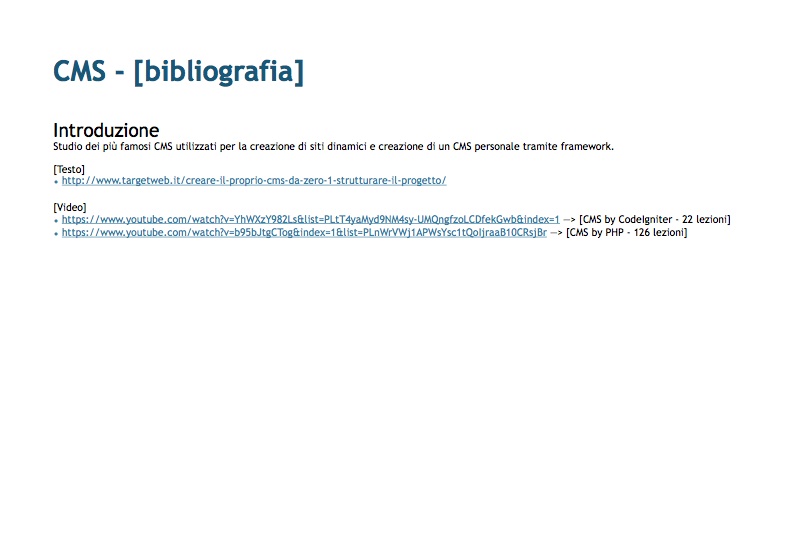 CMS - [bibliografia]
Introduzione
Studio dei più famosi CMS utilizzati per la creazione di siti dinamici e creazione di un CMS personale tramite framework.
[Testo]
• http://www.targetweb.it/creare-il-proprio-cms-da-zero-1-strutturare-il-progetto/
[Video]
• https://www.youtube.com/watch?v=YhWXzY982Ls&list=PLtT4yaMyd9NM4sy-UMQngfzoLCDfekGwb&index=1 —> [CMS by CodeIgniter - 22 lezioni]
• https://www.youtube.com/watch?v=b95bJtgCTog&index=1&list=PLnWrVWj1APWsYsc1tQoIjraaB10CRsjBr —> [CMS by PHP - 126 lezioni]